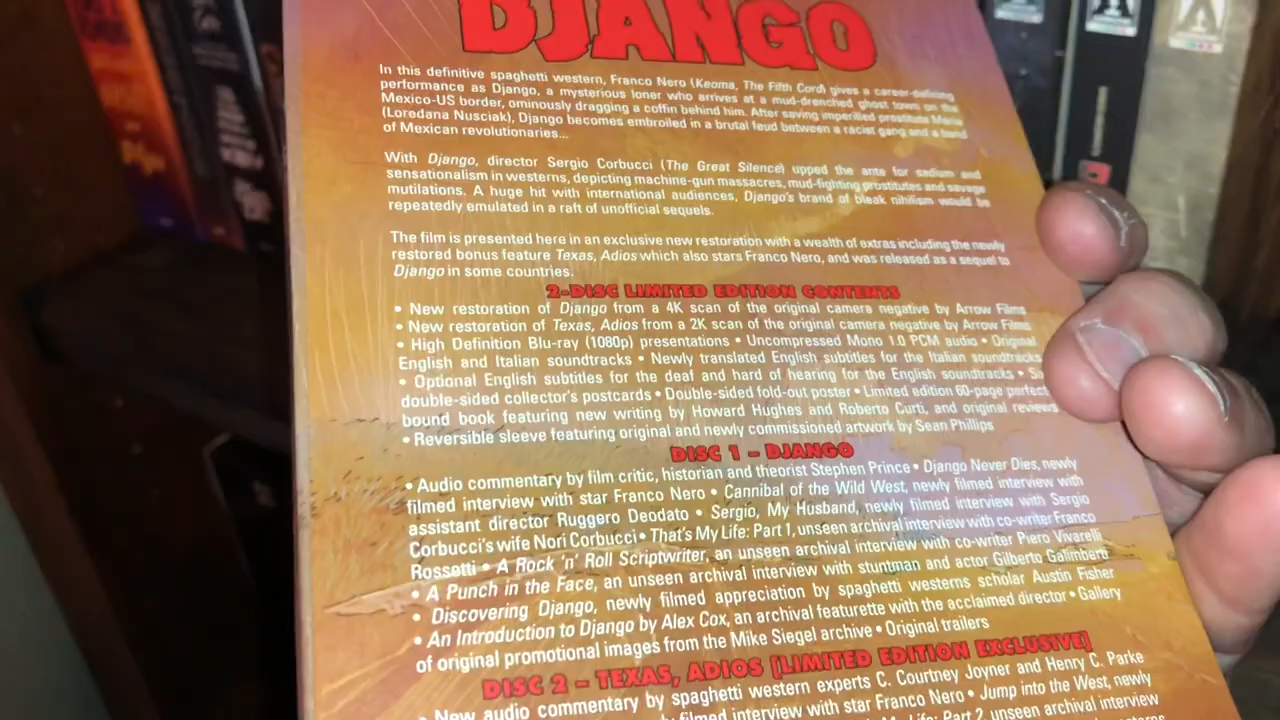 DJANGO
In this definitive spaghetti western, Franco Nero (Keoma, The Fifth Cord) gives a career-defining
performance as Django, a mysterious loner who arrives at a mud-drenched ghost town on the
Mexico-US border, ominously dragging a coffin behind him. After saving imperilled prostitute Maria
(Loredana Nusciak), Django becomes embroiled in a brutal feud between a racist gang and a band
of Mexican revolutionaries...
With Django, director Sergio Corbucci (The Great Silence) upped the ante for sadism and
sensationalism in westerns, depicting machine-gun massacres, mud-fighting prostitutes and savage
mutilations. A huge hit with international audiences, Django's brand of bleak nihilism would be
repeatedly emulated in a raft of unofficial sequels.
The film is presented here in an exclusive new restoration with a wealth of extras including the newly
restored bonus feature Texas, Adios which also stars Franco Nero, and was released as a sequel to
Django in some countries.
2-DISC LIMITED EDITION CONTENTS
• New restoration of Django from a 4K scan of the original camera negative by Arrow Films
• New restoration of Texas, Adios from a 2K scan of the original camera negative by Arrow Films
• High Definition Blu-ray (1080p) presentations • Uncompressed Mono 1.0 PCM audio • Original
English and Italian soundtracks • Newly translated English subtitles for the Italian soundtracks
• Optional English subtitles for the deaf and hard of hearing for the English soundtracks •
double-sided collector's postcards • Double-sided fold-out poster • Limited edition 60-page perfect
bound book featuring new writing by Howard Hughes and Roberto Curti, and original reviews
• Reversible sleeve featuring original and newly commissioned artwork by Sean Phillips
DISC 1 – DJANGO
• Audio commentary by film critic, historian and theorist Stephen Prince • Django Never Dies, newly
filmed interview with star Franco Nero • Cannibal of the Wild West, newly filmed interview with
assistant director Ruggero Deodato • Sergio, My Husband, newly filmed interview with Sergio
Corbucci's wife Nori Corbucci • That's My Life: Part 1, unseen archival interview with co-writer Franco
Rossetti • A Rock 'n' Roll Scriptwriter, an unseen archival interview with co-writer Piero Vivarelli
• A Punch in the Face, an unseen archival interview with stuntman and actor Gilberto Galimberti
• Discovering Django, newly filmed appreciation by spaghetti westerns scholar Austin Fisher
• An Introduction to Django by Alex Cox, an archival featurette with the acclaimed director • Gallery
of original promotional images from the Mike Siegel archive • Original trailers
DISC 2 – TEXAS, ADIOS [LIMITED EDITION EXCLUSIVE]
• New audio commentary by spaghetti western experts C. Courtney Joyner and Henry C. Parke
filmed interview with star Franco Nero • Jump into the West, newly
Life: Part 2, unseen archival interview